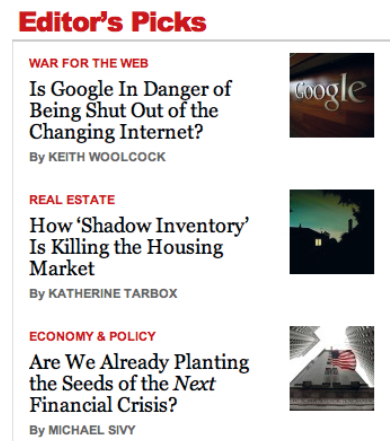 Editor's Picks
WAR FOR THE WEB
Is Google In Danger of
Being Shut Out of the
Changing Internet?
By KEITH WOOLCOCK
Google
REAL ESTATE
How ‘Shadow Inventory’
Is Killing the Housing
Market
By KATHERINE TARBOX
ECONOMY & POLICY
Are We Already Planting
the Seeds of the Next
Financial Crisis?
By MICHAEL SIVY